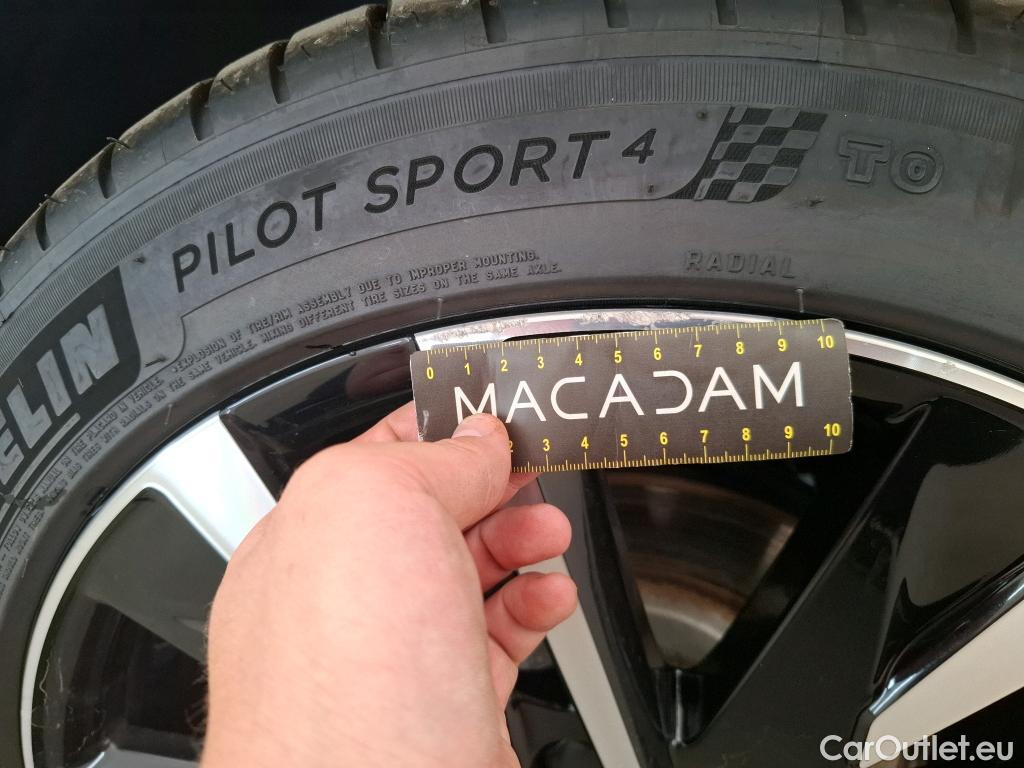 PILOT SPORT 4
TO
ELIN
EXPLOSION OF TIRE/RIM ASSEMBLY DUE TO IMPROPER MOUNTING.
MIXING DIFFERENT TIRE SIZES ON THE SAME AXLE.
RADIAL
0 1 2 3 4 5 6 7 8 9 10
MACADAM
2 3 4 5 6 7 8 9 10
CarOutlet.eu